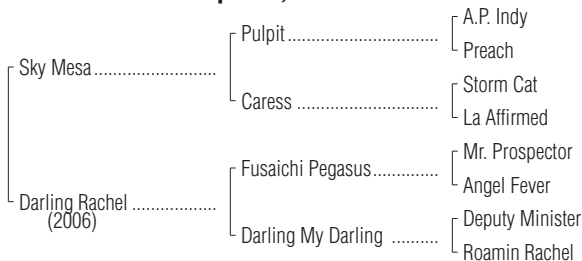 A.P. Indy
Pulpit..................................
Preach
Sky Mesa...........................
Storm Cat
Caress ................................
La Affirmed
Mr. Prospector
Fusaichi Pegasus...............
Angel Fever
Darling Rachel ...................
(2006)
Deputy Minister
Darling My Darling ..........
Roamin Rachel